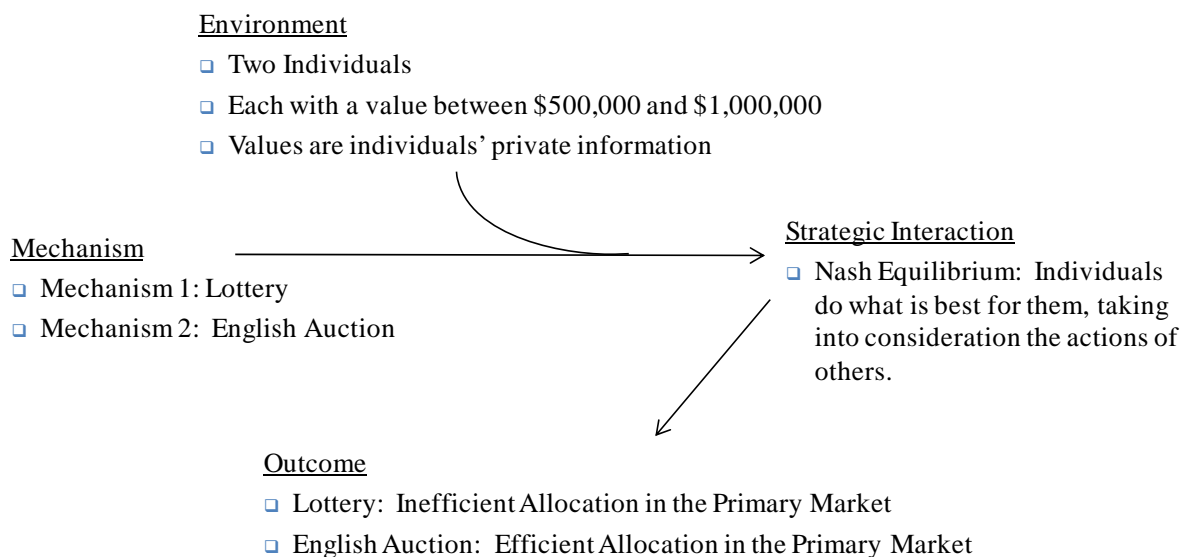 Environment
Two Individuals
Each with a value between $500,000 and $1,000,000
Values are individuals' private information
Mechanism
Mechanism 1: Lottery
Mechanism 2: English Auction
Strategic Interaction
Nash Equilibrium: Individuals
do what is best for them, taking
into consideration the actions of
others.
Outcome
Lottery: Inefficient Allocation in the Primary Market
English Auction: Efficient Allocation in the Primary Market